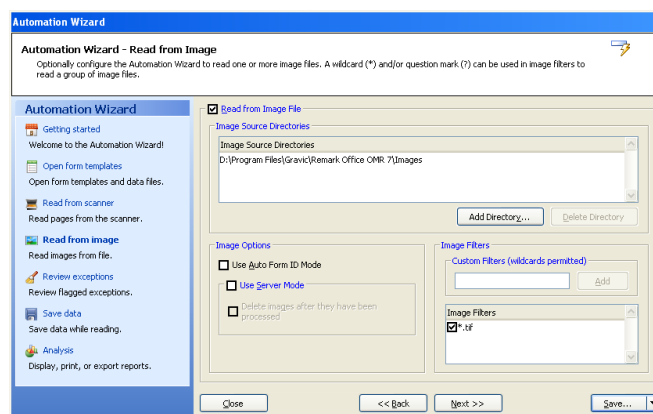 Automation Wizard
Automation Wizard - Read from Image
Optionally configure the Automation Wizard to read one or more image files. A wildcard (*) and/or question mark (?) can be used in image filters to
read a group of image files.
Automation Wizard
Getting started
Welcome to the Automation Wizard!
Open form templates
Open form templates and data files.
Read from scanner
Read pages from the scanner.
Read from image
Read images from file.
Review exceptions
Review flagged exceptions.
Save data
Save data while reading.
Analysis
Display, print, or export reports.
Read from Image File
Image Source Directories
Image Source Directories
D:\Program Files\Gravic\Remark Office OMR 7\Images
Add Directory... Delete Directory
Image Options
Use Auto Form ID Mode
Use Server Mode
Delete images after they have been
processed
Image Filters
Custom Filters (wildcards permitted)
Add
Image Filters
*.tif
Close << Back Next >> Save...